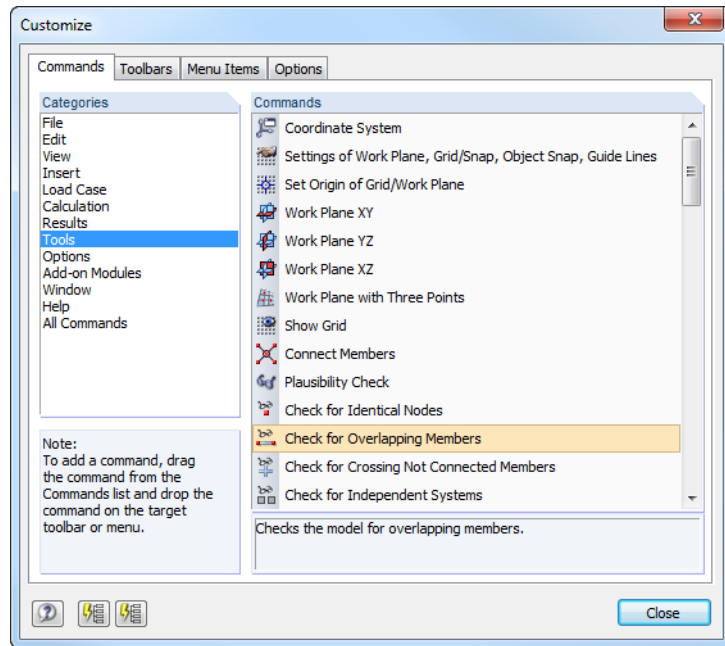 Customize
Commands
Toolbars
Menu Items
Options
Categories
File
Edit
View
Insert
Load Case
Calculation
Results
Tools
Options
Add-on Modules
Window
Help
All Commands
Note:
To add a command, drag
the command from the
Commands list and drop the
command on the target
toolbar or menu.
Commands
Coordinate System
Settings of Work Plane, Grid/Snap, Object Snap, Guide Lines
Set Origin of Grid/Work Plane
Work Plane XY
Work Plane YZ
Work Plane XZ
Work Plane with Three Points
Show Grid
Connect Members
Plausibility Check
Check for Identical Nodes
Check for Overlapping Members
Check for Crossing Not Connected Members
Check for Independent Systems
Checks the model for overlapping members.
Close